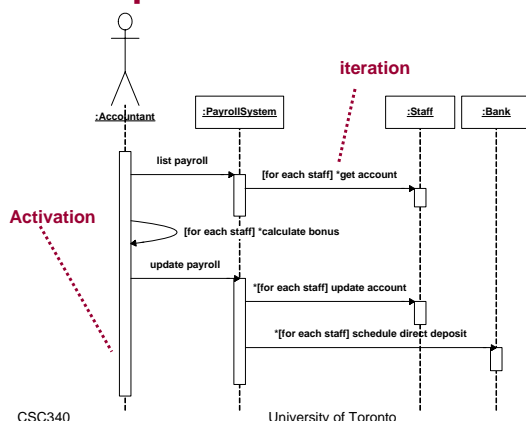 iteration
:Accountant
:PayrollSystem
:Staff
:Bank
list payroll
[for each staff] *get account
Activation
[for each staff] *calculate bonus
update payroll
*[for each staff] update account
*[for each staff] schedule direct deposit
CSC340
University of Toronto